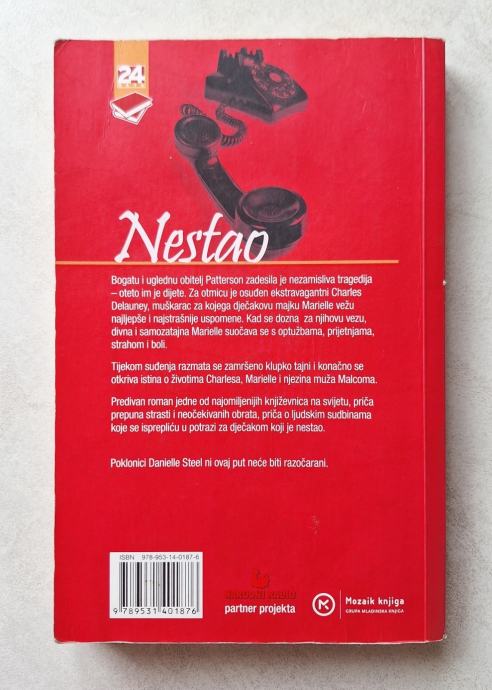 24
Nestao
Bogatu i uglednu obitelj Patterson zadesila je nezamisliva tragedija
– oteto im je dijete. Za otmicu je osuđen ekstravagantni Charles
Delauney, muškarac za kojega dječakovu majku Marielle vežu
najljepše i najstrašnije uspomene. Kad se dozna za njihovu vezu,
divna i samozatajna Marielle suočava se s optužbama, prijetnjama,
strahom i boli.
Tijekom suđenja razmata se zamršeno klupko tajni i konačno se
otkriva istina o životima Charlesa, Marielle i njezina muža Malcoma.
Predivan roman jedne od najomiljenijih književnica na svijetu, priča
prepuna strasti i neočekivanih obrata, priča o ljudskim sudbinama
koje se isprepliću u potrazi za dječakom koji je nestao.
Poklonici Danielle Steel ni ovaj put neće biti razočarani.
ISBN 978-953-14-0187-6
9 789531 401876
NARODNI RADIO
partner projekta
Mozaik knjiga
GRUPA MLADINSKA KNJIGA